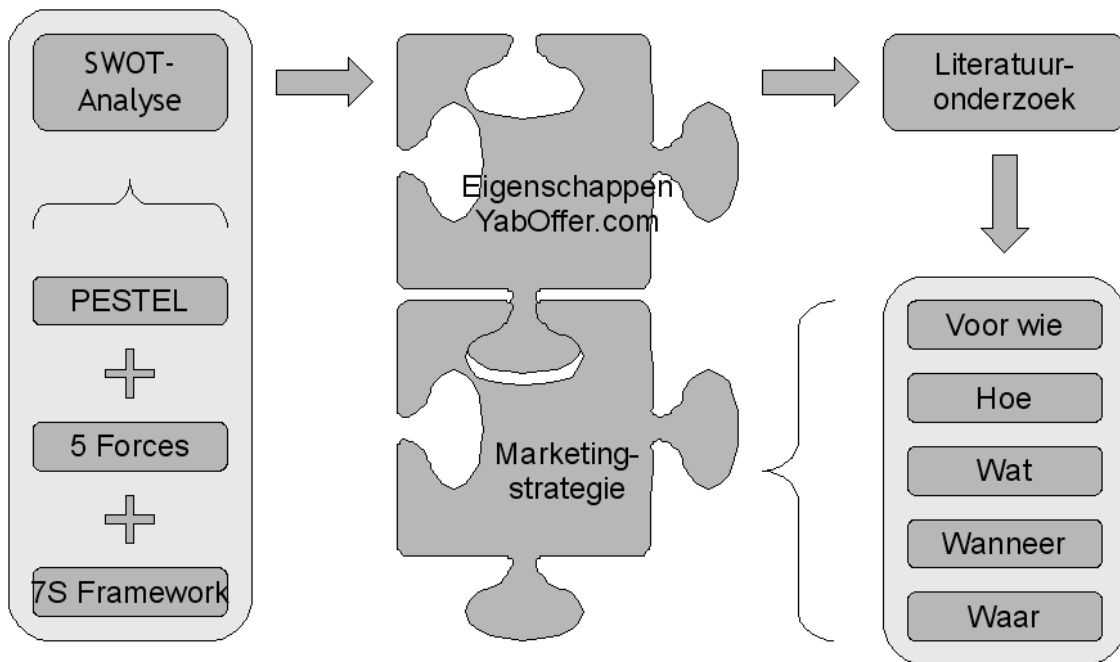 SWOT-
Analyse
PESTEL
5 Forces
7S Framework
Eigenschappen
YabOffer.com
Marketing-
strategie
Literatuur-
onderzoek
Voor wie
Hoe
Wat
Wanneer
Waar